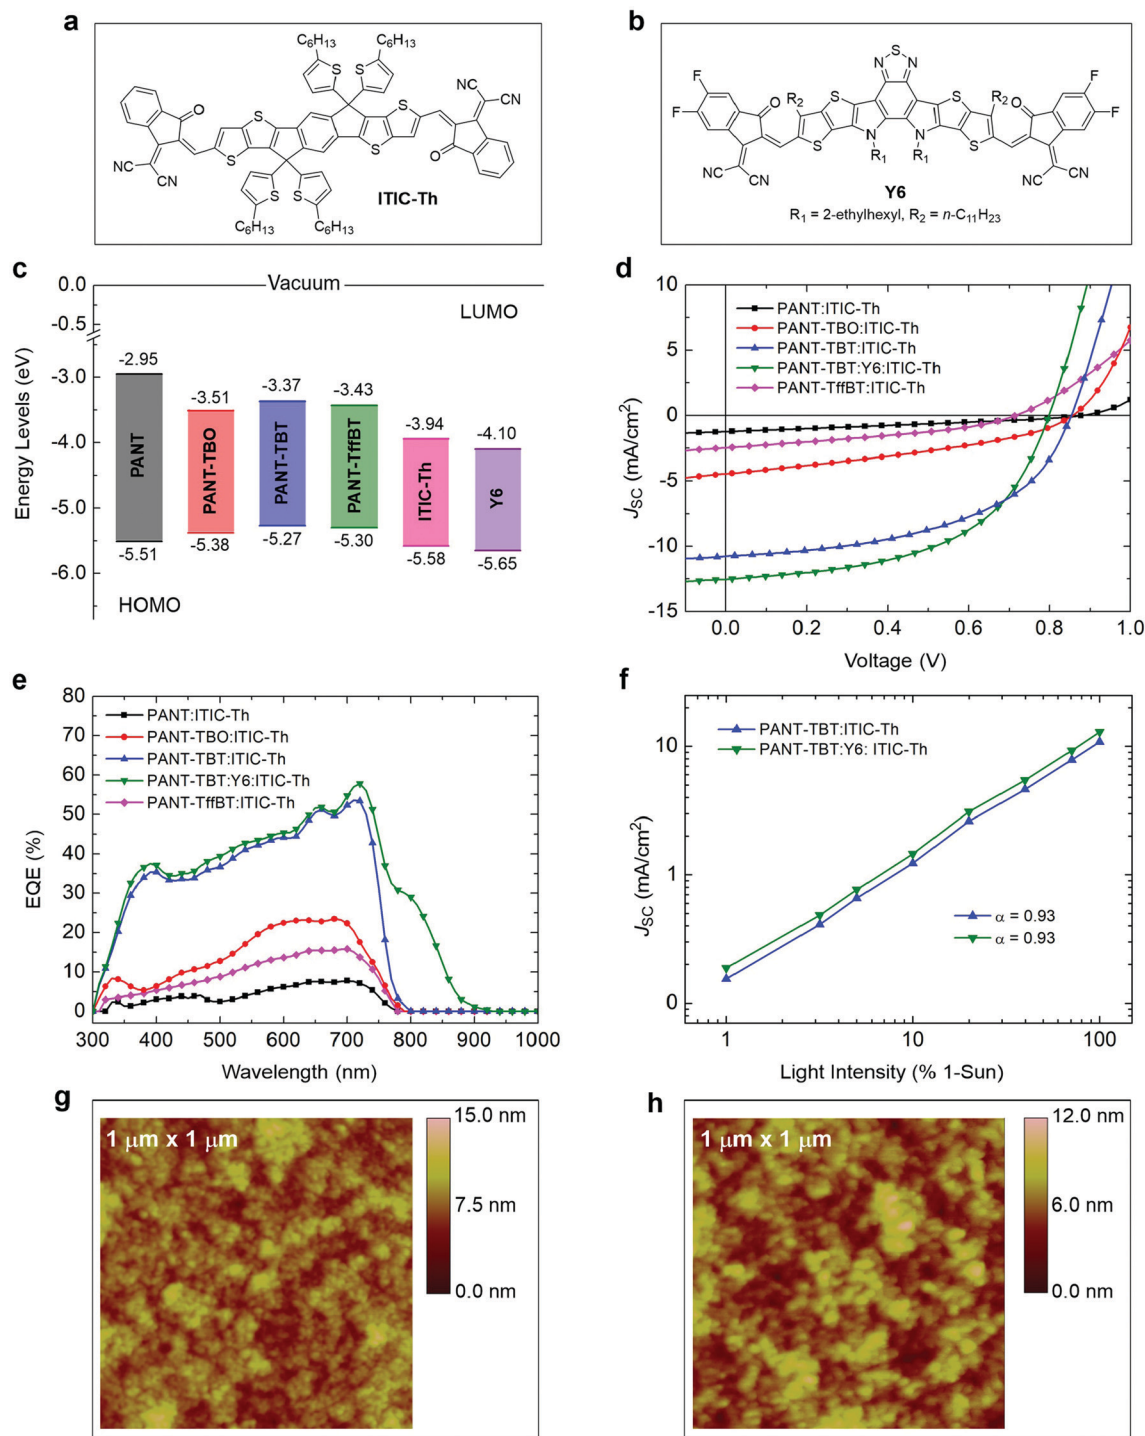 a
C6H13
C6H13
S
S
O
S
S
NC
CN
CN
CN
S
S
O
S
S
C6H13
C6H13
ITIC-Th
b
S
N
N
F
F
O
R2
S
S
R2
O
F
F
S
N
N
S
R1
R1
CN
CN
NC
CN
Y6
R1 = 2-ethylhexyl, R2 = n-C11H23
c
Energy Levels (eV)
0.0
-0.5
-3.0
-4.0
-5.0
-6.0
Vacuum
LUMO
HOMO
-2.95
PANT
-5.51
-3.51
PANT-TBO
-5.38
-3.37
PANT-TBT
-5.27
-3.43
PANT-TffBT
-5.30
-3.94
ITIC-Th
-5.58
-4.10
Y6
-5.65
d
JSC (mA/cm2)
10
5
0
-5
-10
-15
PANT:ITIC-Th
PANT-TBO:ITIC-Th
PANT-TBT:ITIC-Th
PANT-TBT:Y6:ITIC-Th
PANT-TffBT:ITIC-Th
0.0 0.2 0.4 0.6 0.8 1.0
Voltage (V)
e
EQE (%)
80
70
60
50
40
30
20
10
0
PANT:ITIC-Th
PANT-TBO:ITIC-Th
PANT-TBT:ITIC-Th
PANT-TBT:Y6:ITIC-Th
PANT-TffBT:ITIC-Th
300 400 500 600 700 800 900 1000
Wavelength (nm)
f
JSC (mA/cm2)
10
1
0
PANT-TBT:ITIC-Th
PANT-TBT:Y6: ITIC-Th
α = 0.93
α = 0.93
1 10 100
Light Intensity (% 1-Sun)
g
1 μm x 1 μm
15.0 nm
7.5 nm
0.0 nm
h
1 μm x 1 μm
12.0 nm
6.0 nm
0.0 nm